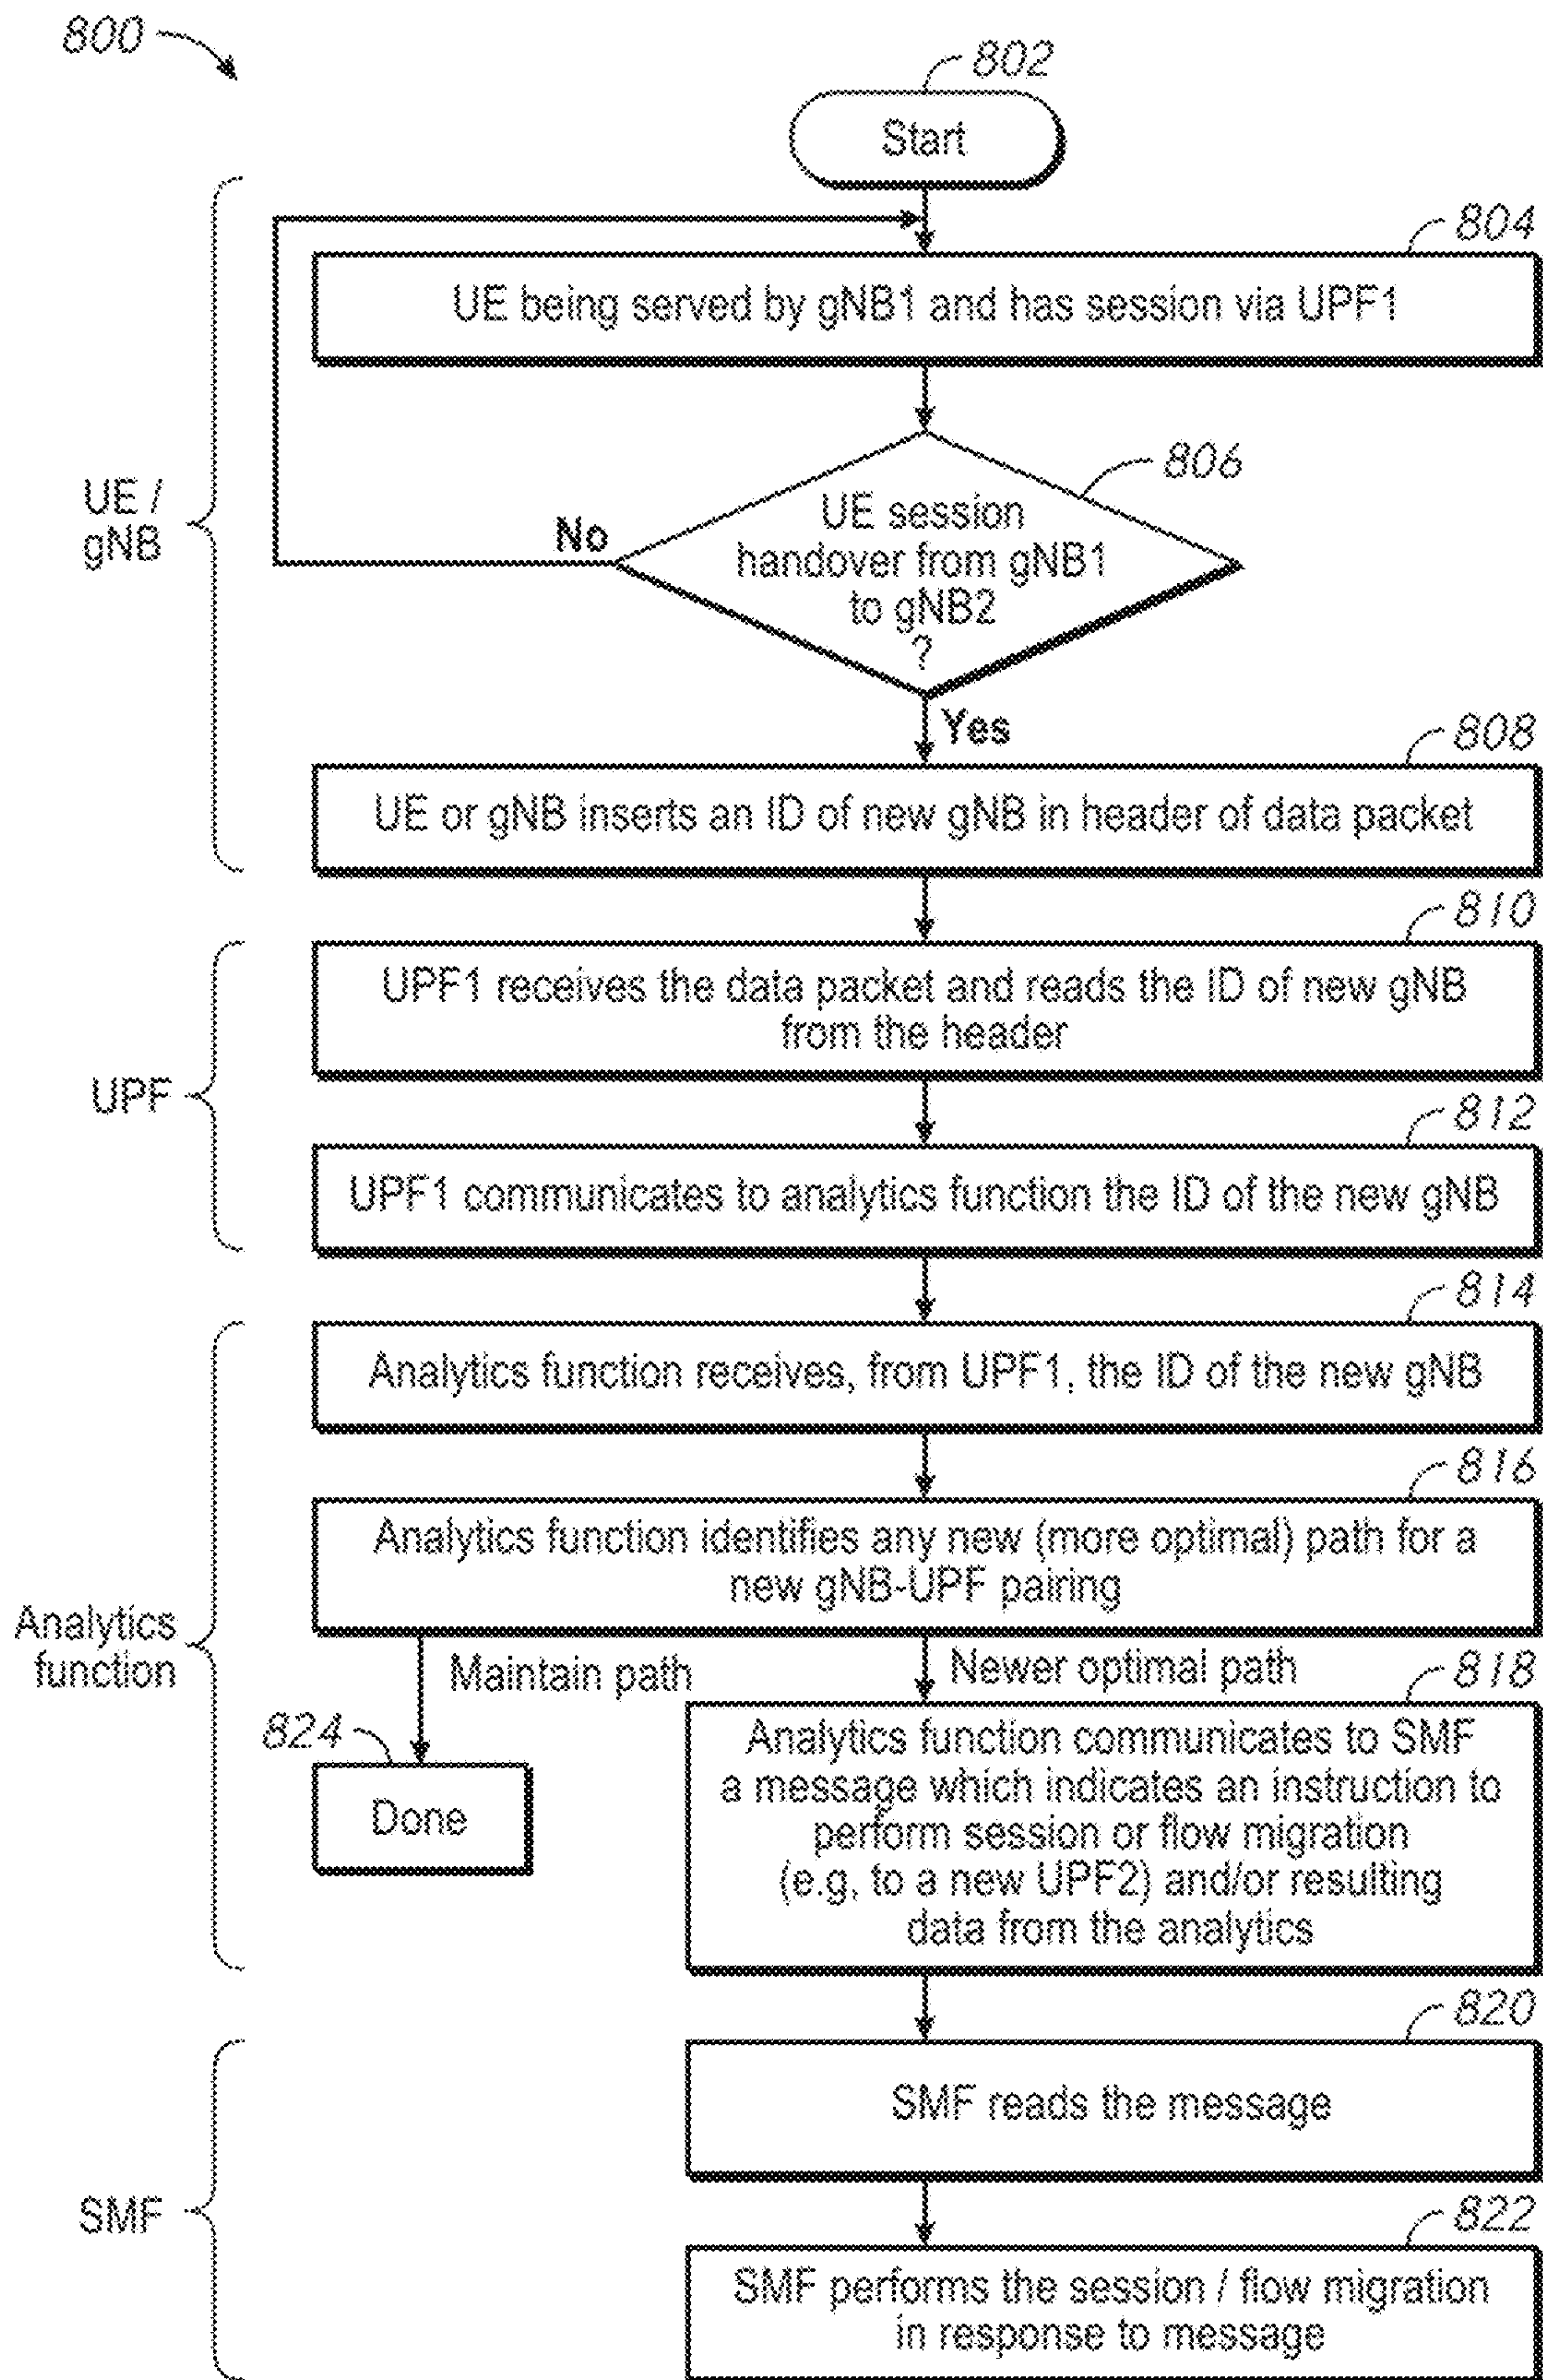 800
802
Start
804
UE being served by gNB1 and has session via UPF1
806
UE session
handover from gNB1
to gNB2
?
No
Yes
UE /
gNB
808
UE or gNB inserts an ID of new gNB in header of data packet
810
UPF1 receives the data packet and reads the ID of new gNB
from the header
UPF
812
UPF1 communicates to analytics function the ID of the new gNB
814
Analytics function receives, from UPF1, the ID of the new gNB
816
Analytics function identifies any new (more optimal) path for a
new gNB-UPF pairing
Analytics
function
Maintain path
Newer optimal path
818
824
Done
Analytics function communicates to SMF
a message which indicates an instruction to
perform session or flow migration
(e.g, to a new UPF2) and/or resulting
data from the analytics
820
SMF reads the message
SMF
822
SMF performs the session / flow migration
in response to message